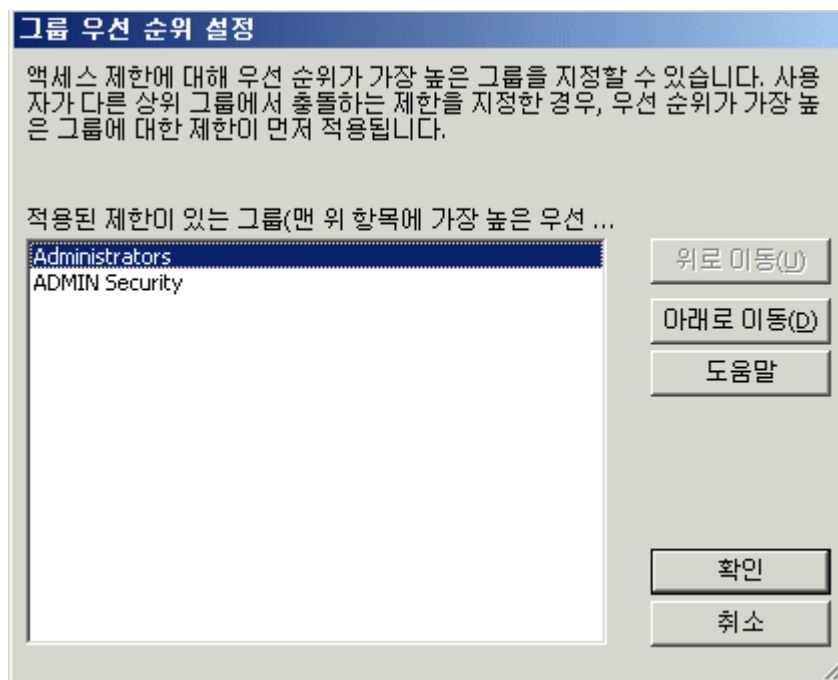 그룹 우선 순위 설정
액세스 제한에 대해 우선 순위가 가장 높은 그룹을 지정할 수 있습니다. 사용
자가 다른 상위 그룹에서 충돌하는 제한을 지정한 경우, 우선 순위가 가장 높
은 그룹에 대한 제한이 먼저 적용됩니다.
적용된 제한이 있는 그룹(맨 위 항목에 가장 높은 우선 ...
Administrators
ADMIN Security
위로 이동(U)
아래로 이동(D)
도움말
확인
취소